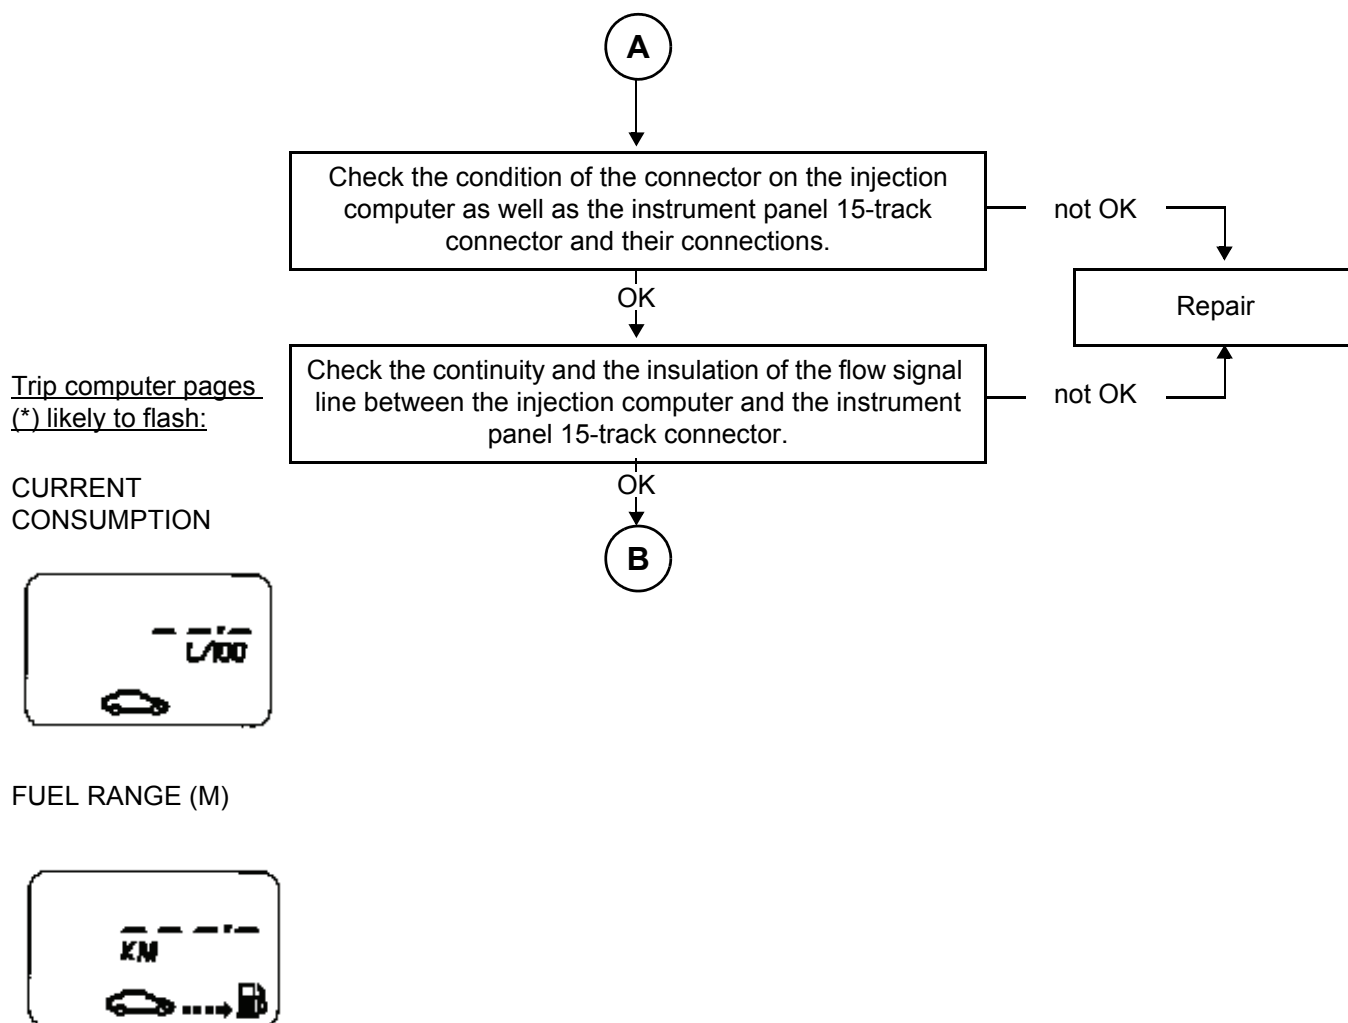 A
Check the condition of the connector on the injection
computer as well as the instrument panel 15-track
connector and their connections.
not OK
Repair
OK
Check the continuity and the insulation of the flow signal
line between the injection computer and the instrument
panel 15-track connector.
not OK
OK
B
Trip computer pages
(*) likely to flash:
CURRENT
CONSUMPTION
L/100
FUEL RANGE (M)
KM